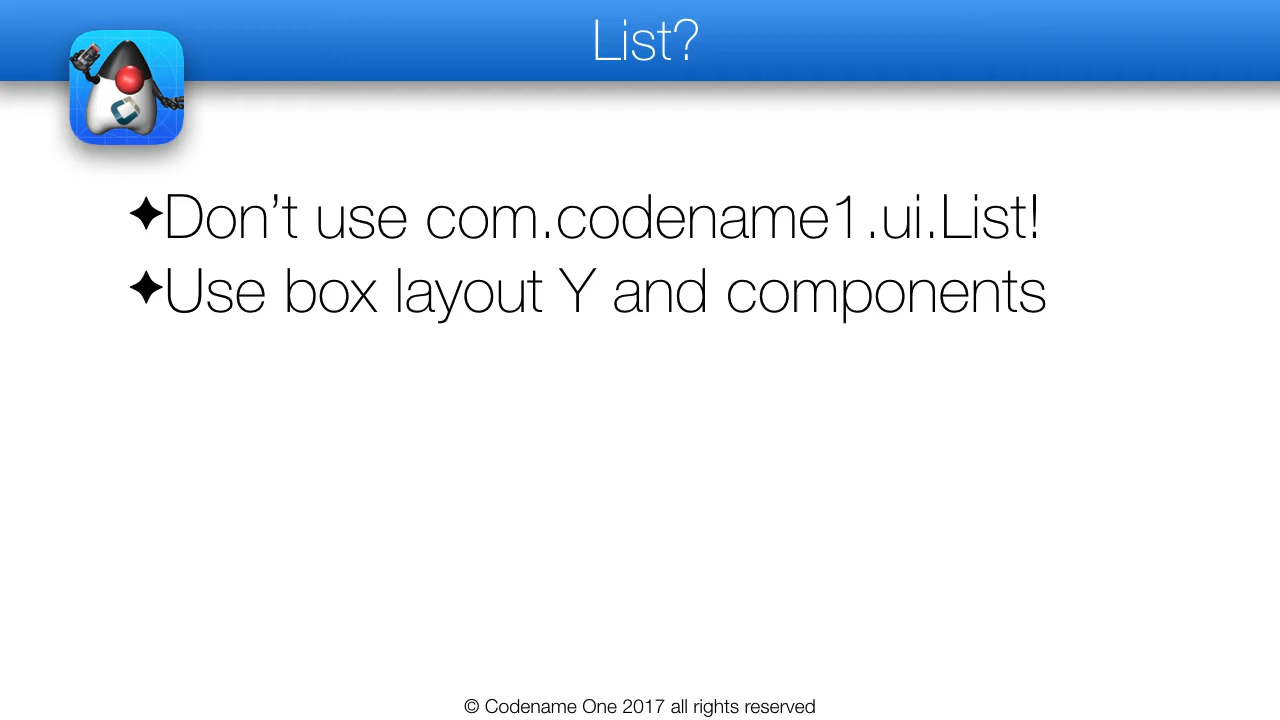 List?
✦Don’t use com.codename1.ui.List!
✦Use box layout Y and components
© Codename One 2017 all rights reserved